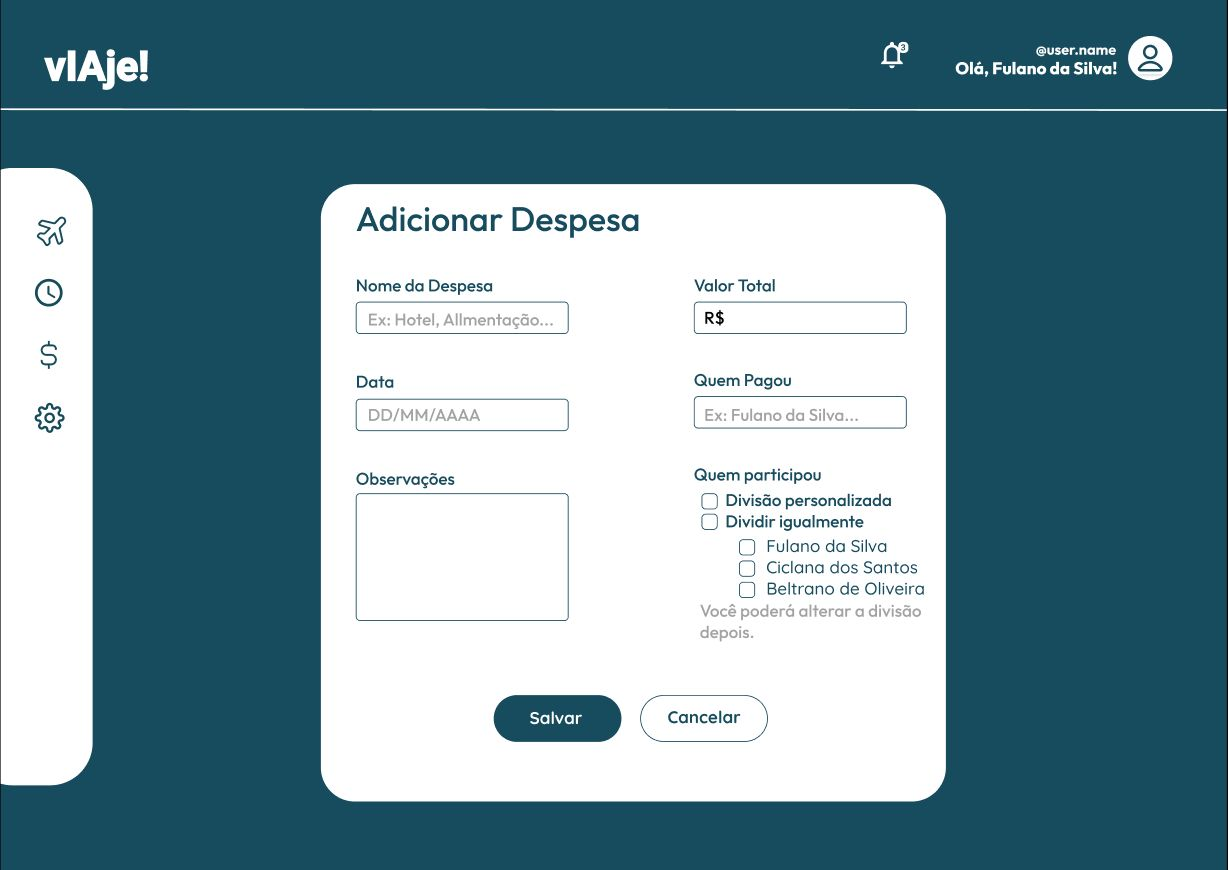 vIAje!
3
@user.name
Olá, Fulano da Silva!
Adicionar Despesa
Nome da Despesa
Ex: Hotel, Allmentação...
Valor Total
R$
Data
DD/MM/AAAA
Quem Pagou
Ex: Fulano da Silva...
Observações
Quem participou
Divisão personalizada
Dividir igualmente
Fulano da Silva
Ciclana dos Santos
Beltrano de Oliveira
Você poderá alterar a divisão
depois.
Salvar
Cancelar